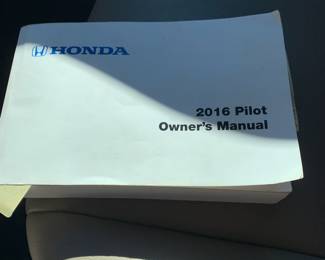 HONDA
2016 Pilot
Owner's Manual